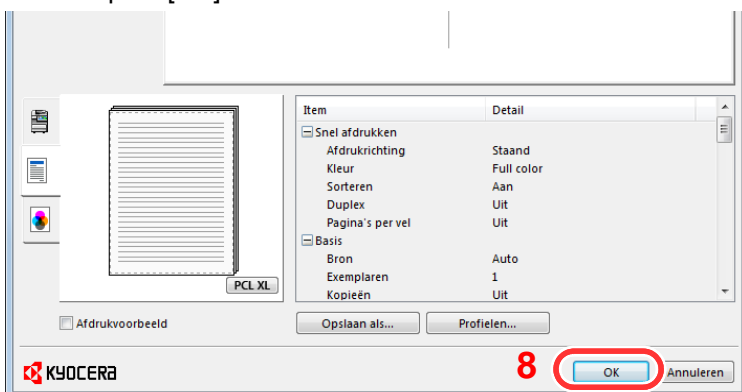 Item Detail
Snel afdrukken
Afdrukrichting Staand
Kleur Full color
Sorteren Aan
Duplex Uit
Pagina's per vel Uit
Basis
Bron Auto
Exemplaren 1
Kopieën Uit
PCL XL
Afdrukvoorbeeld Opslaan als... Profielen...
KYOCERA 8 OK Annuleren